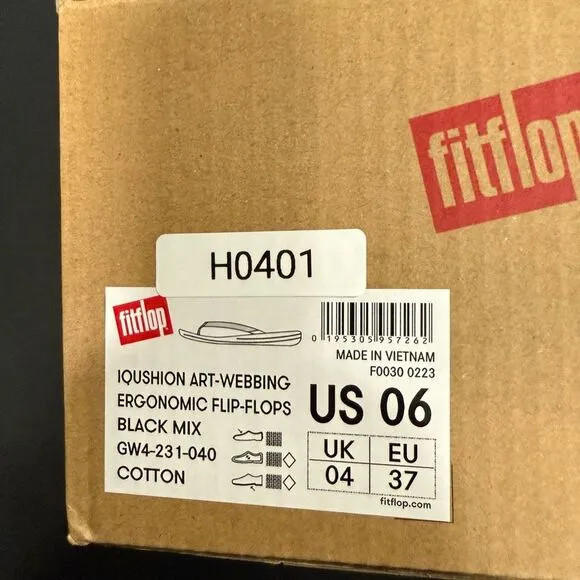 fitflop
H0401
fitflop
0 195305 957262
MADE IN VIETNAM
F0030 0223
IQUSHION ART-WEBBING
ERGONOMIC FLIP-FLOPS
BLACK MIX
GW4-231-040
COTTON
US 06
UK EU
04 37
fitflop.com